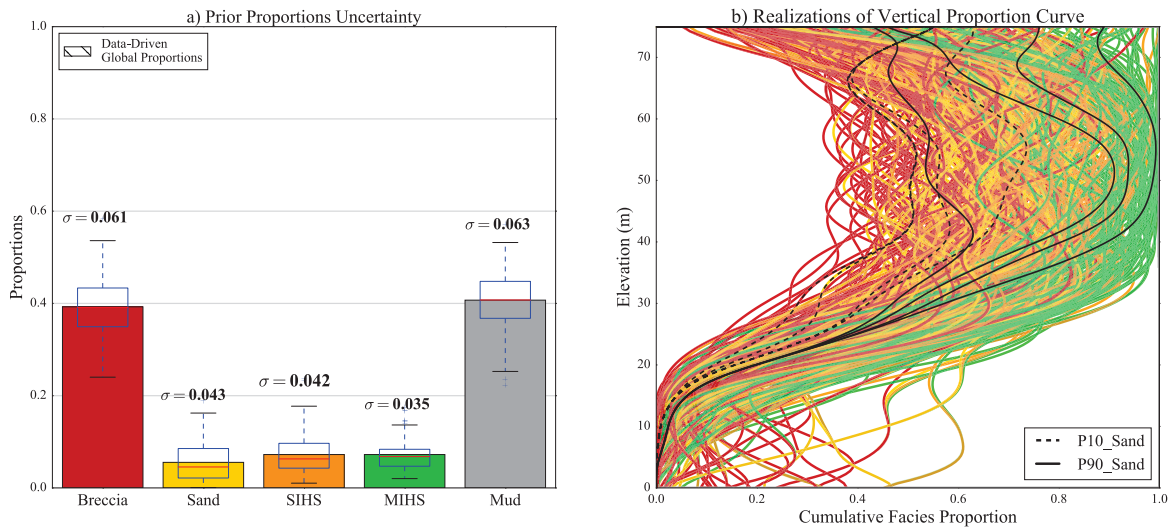 a) Prior Proportions Uncertainty
1.0
0.8
0.6
0.4
0.2
0.0
Proportions
Data-Driven
Global Proportions
σ = 0.061
σ = 0.043
σ = 0.042
σ = 0.035
σ = 0.063
Breccia Sand SIHS MIHS Mud
b) Realizations of Vertical Proportion Curve
70
60
50
40
30
20
10
0
Elevation (m)
P10_Sand
P90_Sand
0.0 0.2 0.4 0.6 0.8 1.0
Cumulative Facies Proportion